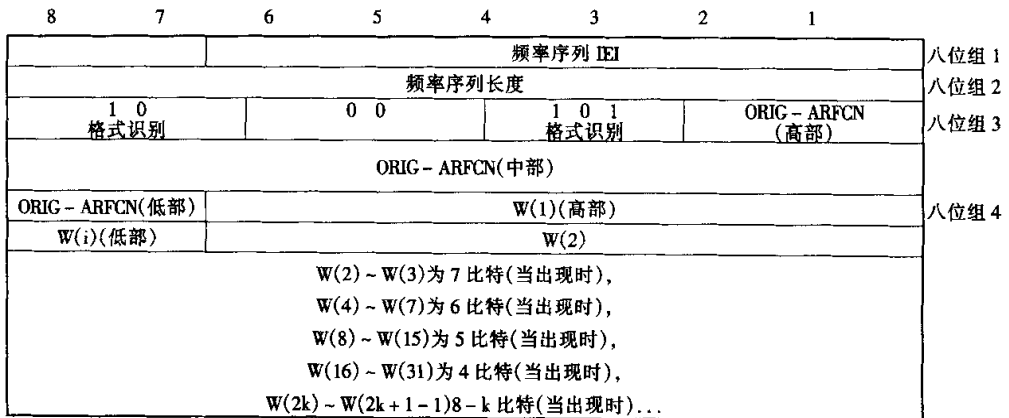 8 7 6 5 4 3 2 1
频率序列 IEI 八位组 1
频率序列长度 八位组 2
1 0 0 0 1 0 1 ORIG-ARFCN 八位组 3
格式识别 格式识别 (高部)
ORIG-ARFCN(中部)
ORIG-ARFCN(低部) W(1)(高部) 八位组 4
W(i)(低部) W(2)
W(2)~W(3)为 7 比特(当出现时),
W(4)~W(7)为 6 比特(当出现时),
W(8)~W(15)为 5 比特(当出现时),
W(16)~W(31)为 4 比特(当出现时),
W(2k)~W(2k+1-1)8-k 比特(当出现时)...